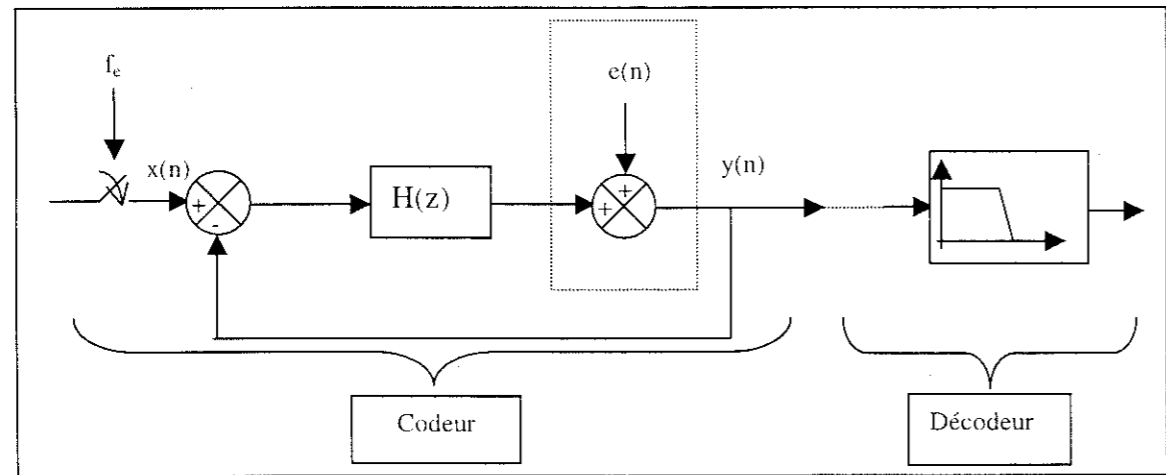 fe
e(n)
x(n)
y(n)
H(z)
+
-
+
+
Codeur
Décodeur